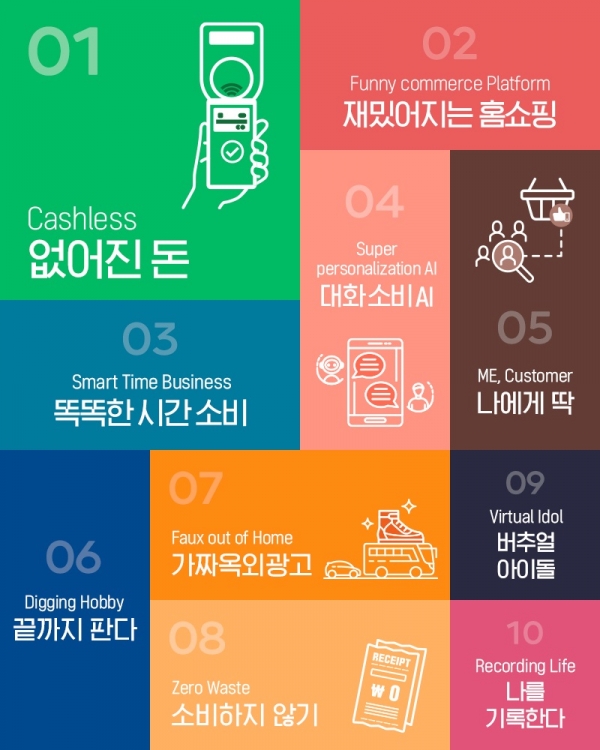 01
Cashless
없어진 돈
02
Funny commerce Platform
재밌어지는 홈쇼핑
03
Smart Time Business
똑똑한 시간 소비
04
Super
personalization AI
대화 소비 AI
05
ME, Customer
나에게 딱
06
Digging Hobby
끝까지 판다
07
Faux out of Home
가짜옥외광고
08
Zero Waste
소비하지 않기
RECEIPT
₩ 0
09
Virtual Idol
버추얼
아이돌
10
Recording Life
나를
기록한다